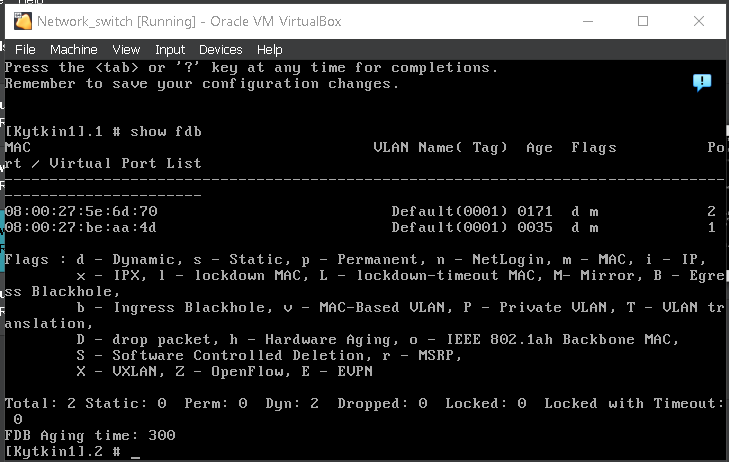 Network_switch [Running] - Oracle VM VirtualBox
File Machine View Input Devices Help
Press the <tab> or '?' key at any time for completions.
Remember to save your configuration changes.
[Kytkin1].1 # show fdb
MAC VLAN Name( Tag) Age Flags Po
rt / Virtual Port List
--------------------------------------------------------------------------------
----------------------
08:00:27:5e:6d:70 Default(0001) 0171 d m 2
08:00:27:be:aa:4d Default(0001) 0035 d m 1
Flags : d - Dynamic, s - Static, p - Permanent, n - NetLogin, m - MAC, i - IP,
x - IPX, l - lockdown MAC, L - lockdown-timeout MAC, M- Mirror, B - Egre
ss Blackhole,
b - Ingress Blackhole, v - MAC-Based VLAN, P - Private VLAN, T - VLAN tr
anslation,
D - drop packet, h - Hardware Aging, o - IEEE 802.1ah Backbone MAC,
S - Software Controlled Deletion, r - MSRP,
X - VXLAN, Z - OpenFlow, E - EVPN
Total: 2 Static: 0 Perm: 0 Dyn: 2 Dropped: 0 Locked: 0 Locked with Timeout:
0
FDB Aging time: 300
[Kytkin1].2 # _